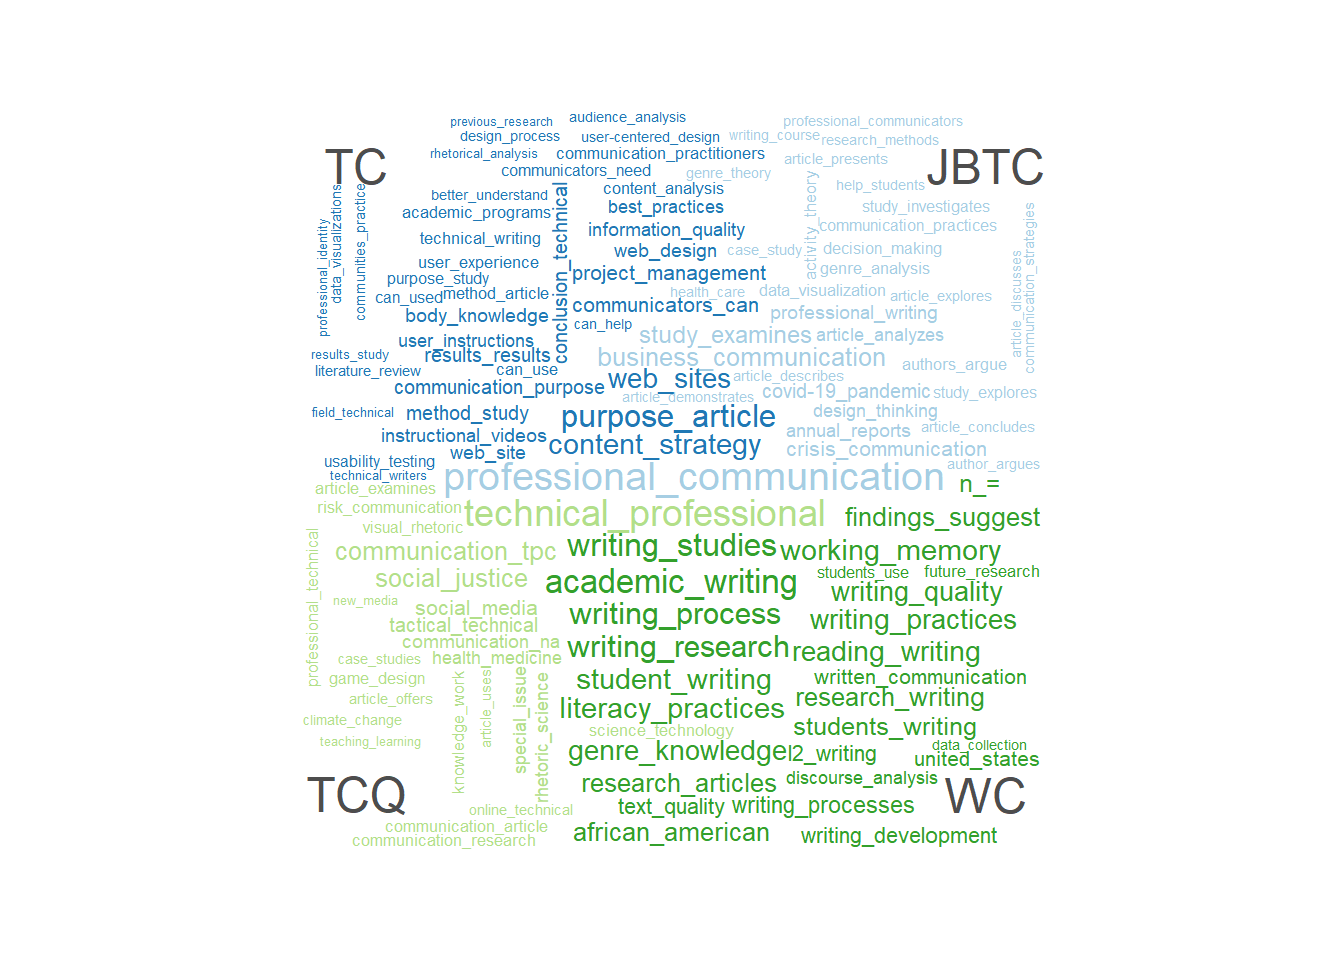 previous_research
audience_analysis
professional_communicators
design_process
user-centered_design
writing_course
research_methods
rhetorical_analysis
communication_practitioners
article_presents
TC
JBTC
communicators_need
genre_theory
help_students
better_understand
content_analysis
academic_programs
best_practices
study_investigates
professional_identity
data_visualizations
communities_practice
conclusion_technical
activity_theory
article_discusses
communication_strategies
technical_writing
information_quality
communication_practices
web_design
case_study
decision_making
user_experience
purpose_study
project_management
genre_analysis
can_used
method_article
health_care
data_visualization
article_explores
body_knowledge
communicators_can
professional_writing
can_help
user_instructions
study_examines
article_analyzes
results_study
results_results
business_communication
authors_argue
literature_review
can_use
web_sites
article_describes
communication_purpose
article_demonstrates
covid-19_pandemic
study_explores
field_technical
method_study
purpose_article
design_thinking
instructional_videos
content_strategy
annual_reports
article_concludes
web_site
crisis_communication
usability_testing
author_argues
technical_writers
professional_communication
n_=
article_examines
risk_communication
technical_professional
findings_suggest
visual_rhetoric
communication_tpc
writing_studies
working_memory
professional_technical
social_justice
academic_writing
students_use
future_research
new_media
writing_quality
social_media
writing_process
writing_practices
tactical_technical
communication_na
writing_research
reading_writing
case_studies
health_medicine
game_design
student_writing
written_communication
article_offers
knowledge_work
article_uses
special_issue
rhetoric_science
research_writing
literacy_practices
climate_change
science_technology
students_writing
teaching_learning
genre_knowledge
l2_writing
data_collection
united_states
TCQ
research_articles
discourse_analysis
WC
online_technical
text_quality
writing_processes
communication_article
african_american
writing_development
communication_research